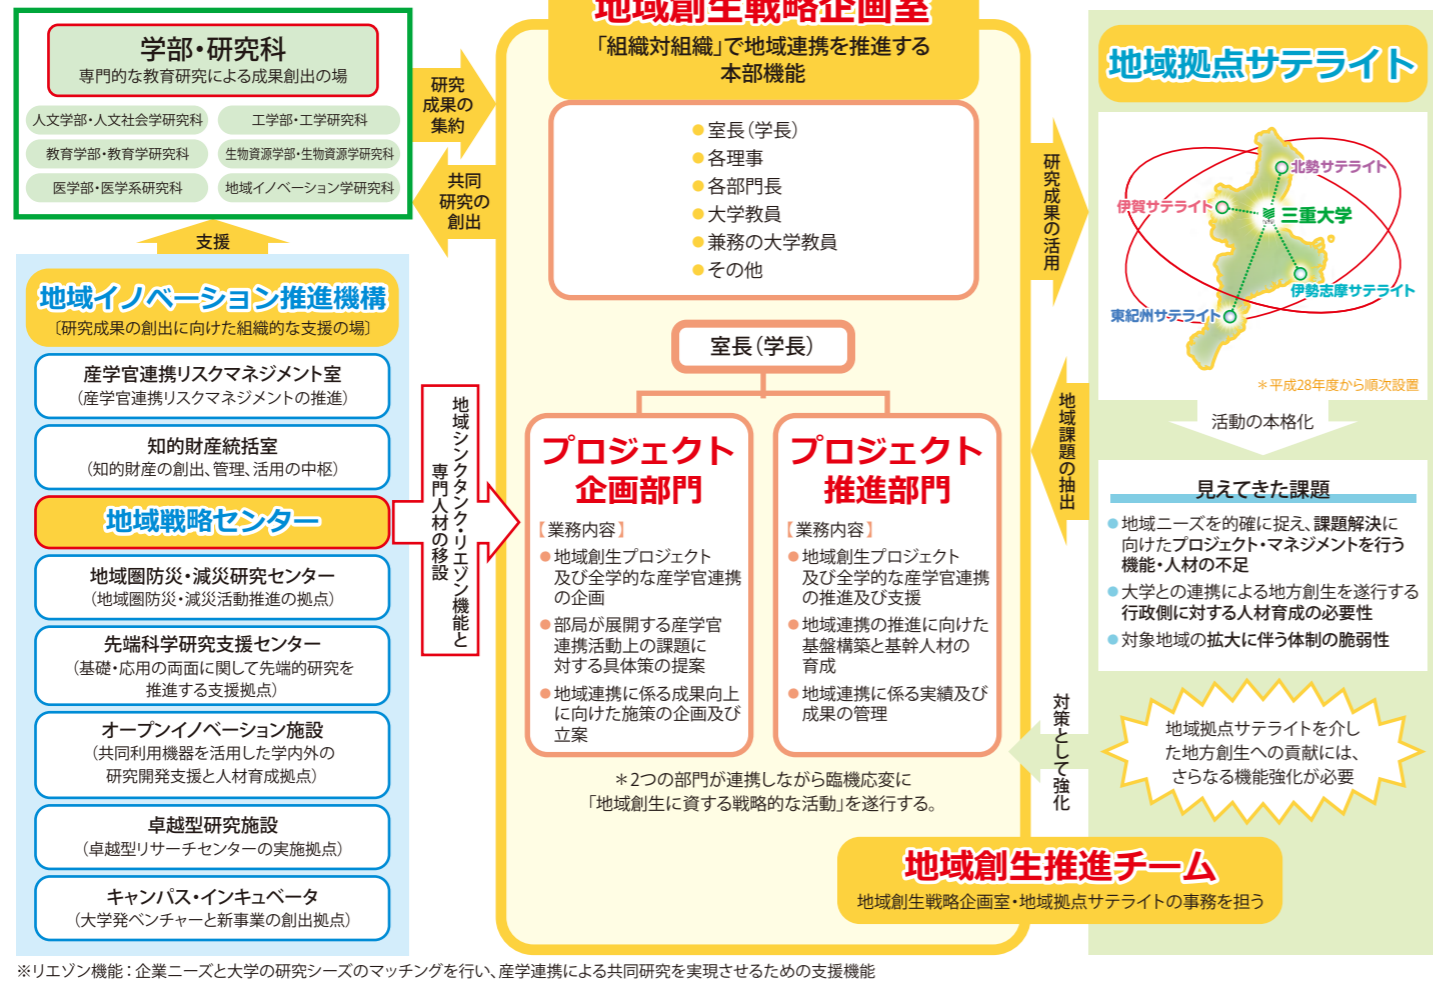 学部・研究科
専門的な教育研究による成果創出の場
人文学部・人文社会学研究科
工学部・工学研究科
教育学部・教育学研究科
生物資源学部・生物資源学研究科
医学部・医学系研究科
地域イノベーション学研究科
支援
地域イノベーション推進機構
〔研究成果の創出に向けた組織的な支援の場〕
産学官連携リスクマネジメント室
（産学官連携リスクマネジメントの推進）
知的財産統括室
（知的財産の創出、管理、活用の中枢）
地域戦略センター
地域圏防災・減災研究センター
（地域圏防災・減災活動推進の拠点）
先端科学研究支援センター
（基礎・応用の両面に関して先端的研究を
推進する支援拠点）
オープンイノベーション施設
（共同利用機器を活用した学内外の
研究開発支援と人材育成拠点）
卓越型研究施設
（卓越型リサーチセンターの実施拠点）
キャンパス・インキュベータ
（大学発ベンチャーと新事業の創出拠点）
研究
成果の
集約
共同
研究の
創出
地域シンクタンク・リエゾン機能と
専門人材の移設
地域創生戦略企画室
「組織対組織」で地域連携を推進する
本部機能
●室長（学長）
●各理事
●各部門長
●大学教員
●兼務の大学教員
●その他
室長（学長）
プロジェクト
企画部門
【業務内容】
●地域創生プロジェクト
及び全学的な産学官連携
の企画
●部局が展開する産学官
連携活動上の課題に
対する具体策の提案
●地域連携に係る成果向上
に向けた施策の企画及び
立案
プロジェクト
推進部門
【業務内容】
●地域創生プロジェクト
及び全学的な産学官連携
の推進及び支援
●地域連携の推進に向けた
基盤構築と基幹人材の
育成
●地域連携に係る実績及び
成果の管理
＊2つの部門が連携しながら臨機応変に
「地域創生に資する戦略的な活動」を遂行する。
研究成果の活用
地域課題の抽出
対策として強化
地域拠点サテライト
北勢サテライト
伊賀サテライト
三重大学
伊勢志摩サテライト
東紀州サテライト
＊平成28年度から順次設置
活動の本格化
見えてきた課題
●地域ニーズを的確に捉え、課題解決に
向けたプロジェクト・マネジメントを行う
機能・人材の不足
●大学との連携による地方創生を遂行する
行政側に対する人材育成の必要性
●対象地域の拡大に伴う体制の脆弱性
地域拠点サテライトを介し
た地方創生への貢献には、
さらなる機能強化が必要
地域創生推進チーム
地域創生戦略企画室・地域拠点サテライトの事務を担う
※リエゾン機能：企業ニーズと大学の研究シーズのマッチングを行い、産学連携による共同研究を実現させるための支援機能